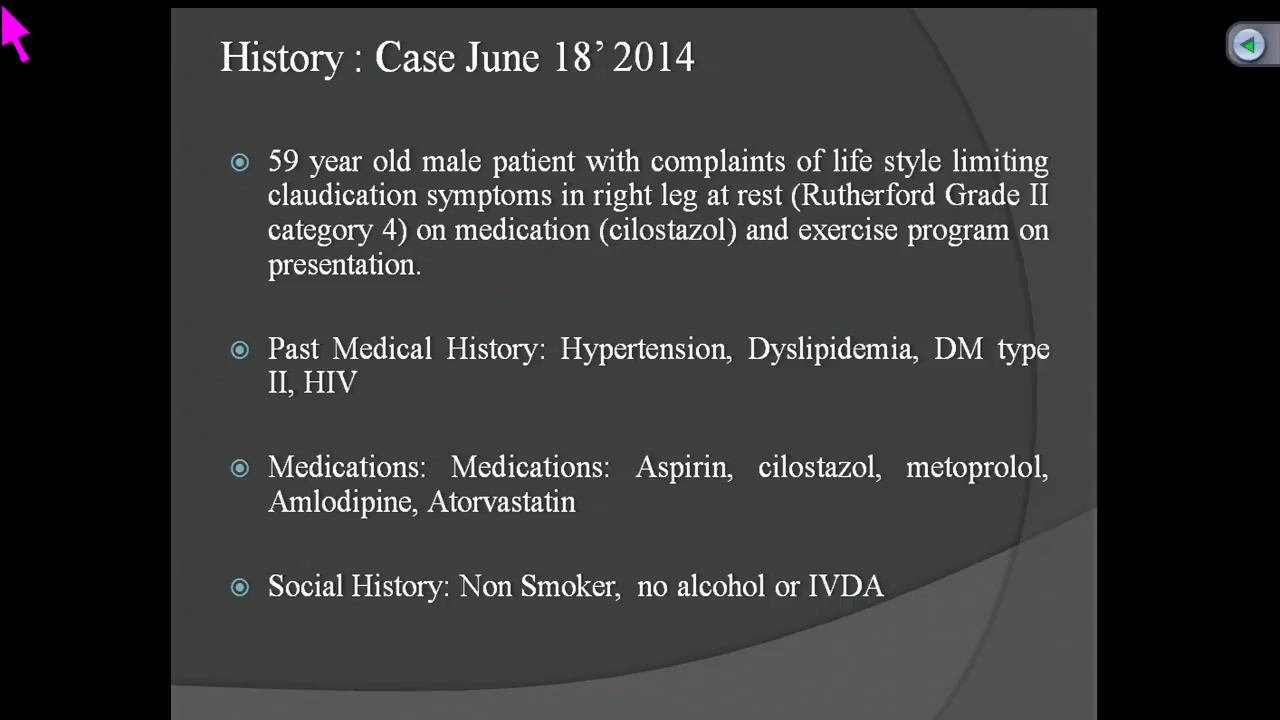 History : Case June 18’ 2014
59 year old male patient with complaints of life style limiting
claudication symptoms in right leg at rest (Rutherford Grade II
category 4) on medication (cilostazol) and exercise program on
presentation.
Past Medical History: Hypertension, Dyslipidemia, DM type
II, HIV
Medications: Medications: Aspirin, cilostazol, metoprolol,
Amlodipine, Atorvastatin
Social History: Non Smoker, no alcohol or IVDA